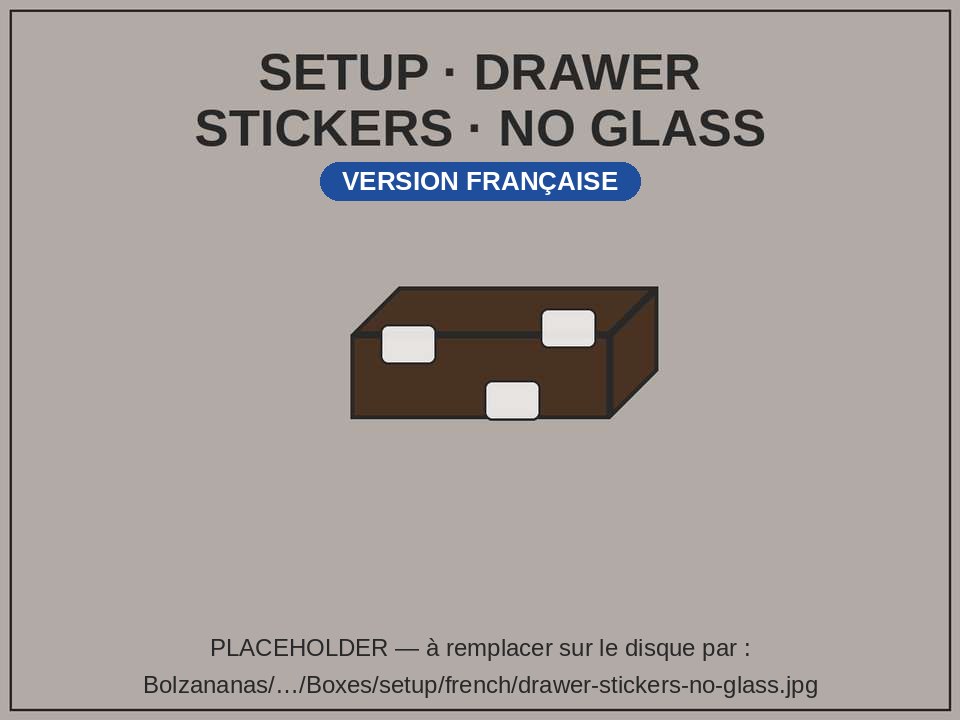 SETUP · DRAWER
STICKERS · NO GLASS
VERSION FRANÇAISE
PLACEHOLDER — à remplacer sur le disque par :
Bolzananas/…/Boxes/setup/french/drawer-stickers-no-glass.jpg